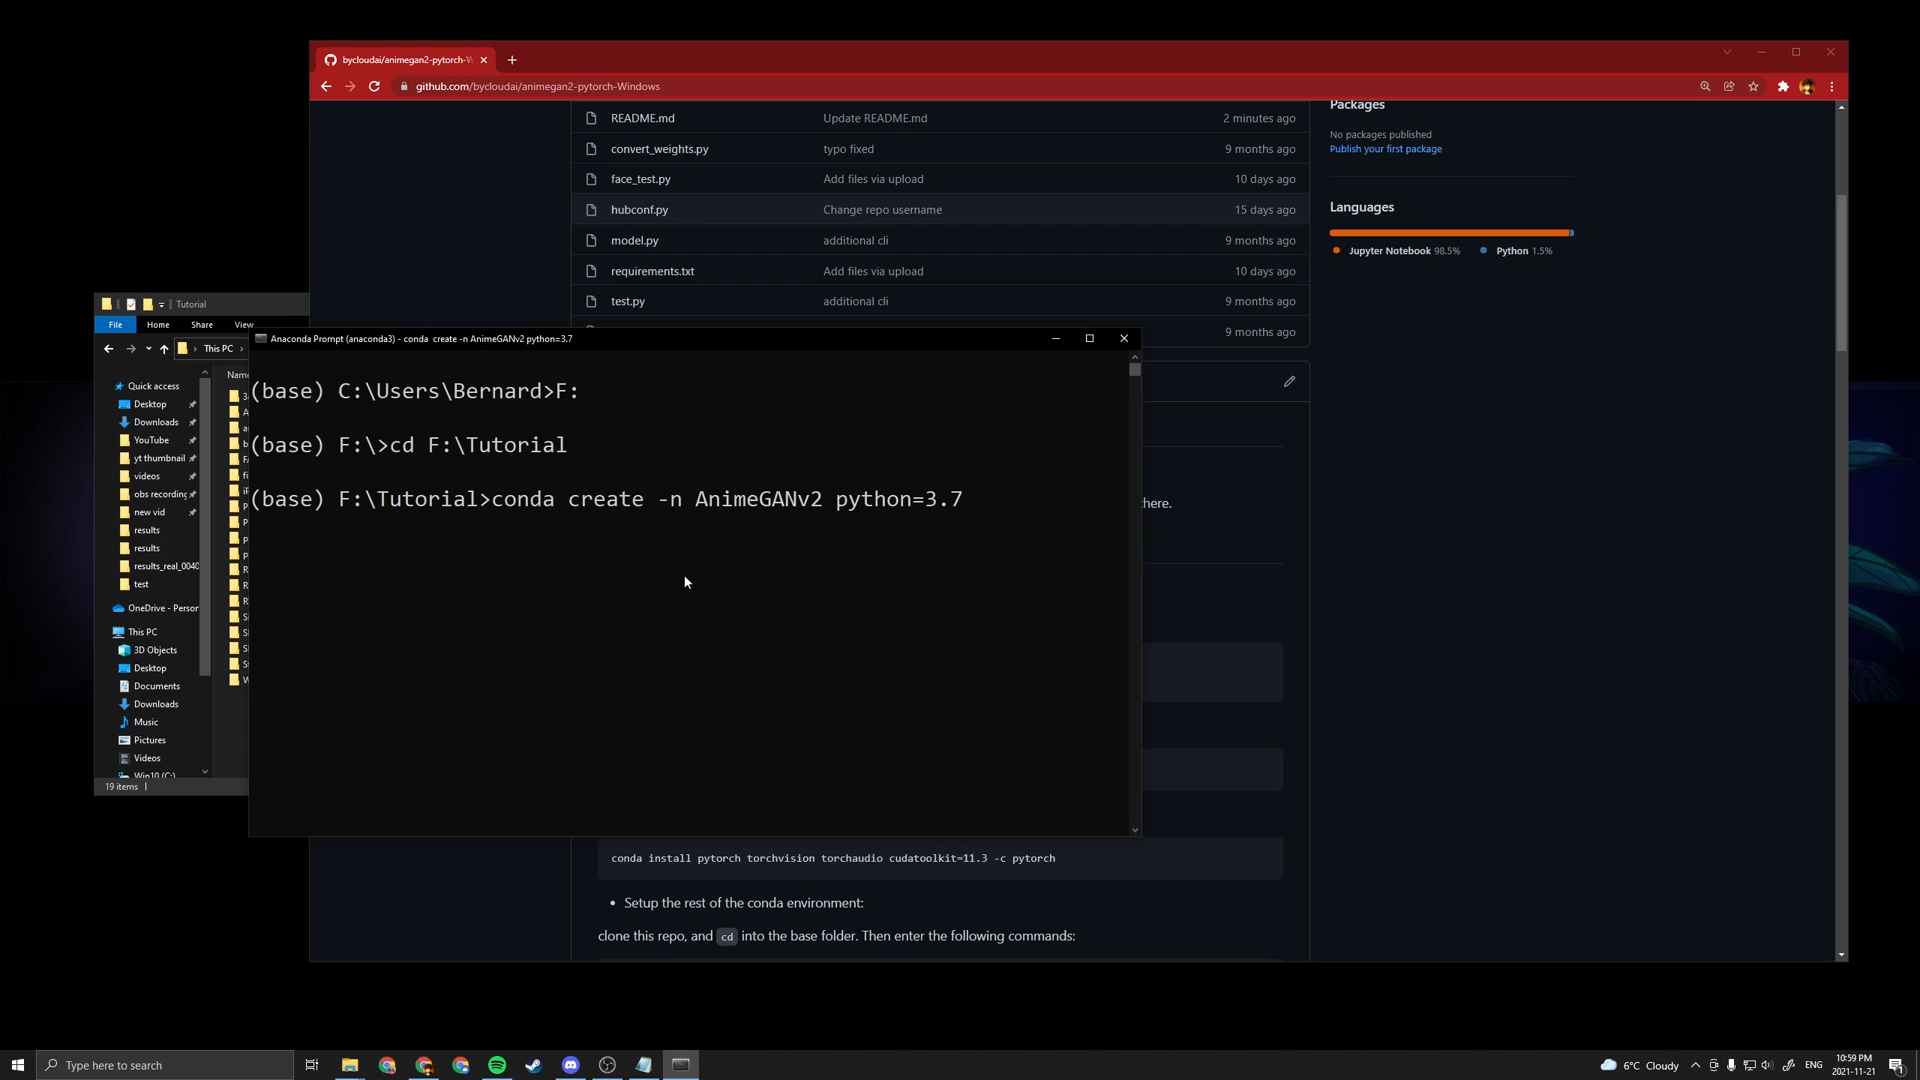 bycloudai/animegan2-pytorch-W
github.com/bycloudai/animegan2-pytorch-Windows
README.md Update README.md 2 minutes ago
convert_weights.py typo fixed 9 months ago
face_test.py Add files via upload 10 days ago
hubconf.py Change repo username 15 days ago
model.py additional cli 9 months ago
requirements.txt Add files via upload 10 days ago
test.py additional cli 9 months ago
9 months ago
Packages
No packages published
Publish your first package
Languages
Jupyter Notebook 98.5% Python 1.5%
Tutorial
File Home Share View
This PC
Name
Quick access
Desktop
Downloads
YouTube
yt thumbnail
videos
obs recording
new vid
results
results
results_real_0040
test
OneDrive - Person
This PC
3D Objects
Desktop
Documents
Downloads
Music
Pictures
Videos
Win10 (C:)
19 items
Anaconda Prompt (anaconda3) - conda create -n AnimeGANv2 python=3.7
(base) C:\Users\Bernard>F:
(base) F:\>cd F:\Tutorial
(base) F:\Tutorial>conda create -n AnimeGANv2 python=3.7
here.
conda install pytorch torchvision torchaudio cudatoolkit=11.3 -c pytorch
• Setup the rest of the conda environment:
clone this repo, and cd into the base folder. Then enter the following commands:
Type here to search
6°C Cloudy
ENG
10:59 PM
2021-11-21